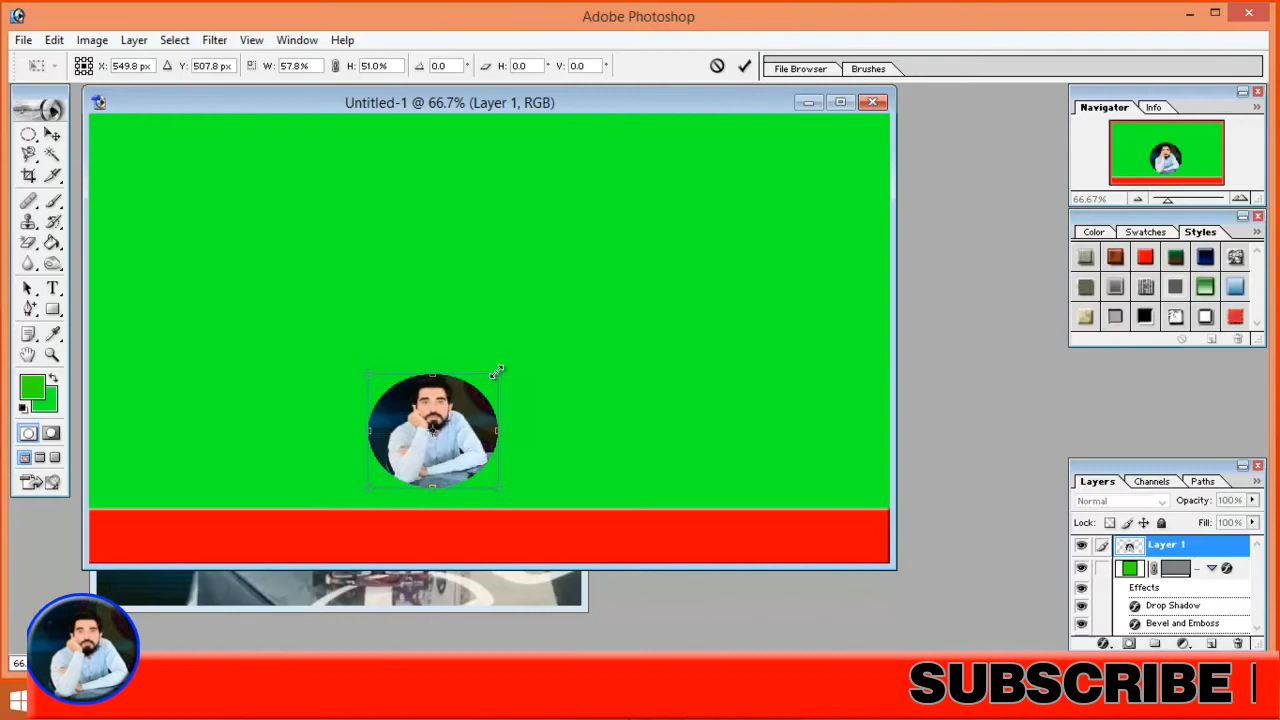 Adobe Photoshop
File Edit Image Layer Select Filter View Window Help
X: 549.8 px Y: 507.8 px W: 57.8% H: 51.0% 0.0 ° H: 0.0 ° V: 0.0 °
File Browser Brushes
Untitled-1 @ 66.7% (Layer 1, RGB)
Navigator Info
66.67%
Color Swatches Styles
T
Layers Channels Paths
Normal Opacity: 100%
Lock: Fill: 100%
Layer 1
Effects
Drop Shadow
Bevel and Emboss
66.
SUBSCRIBE